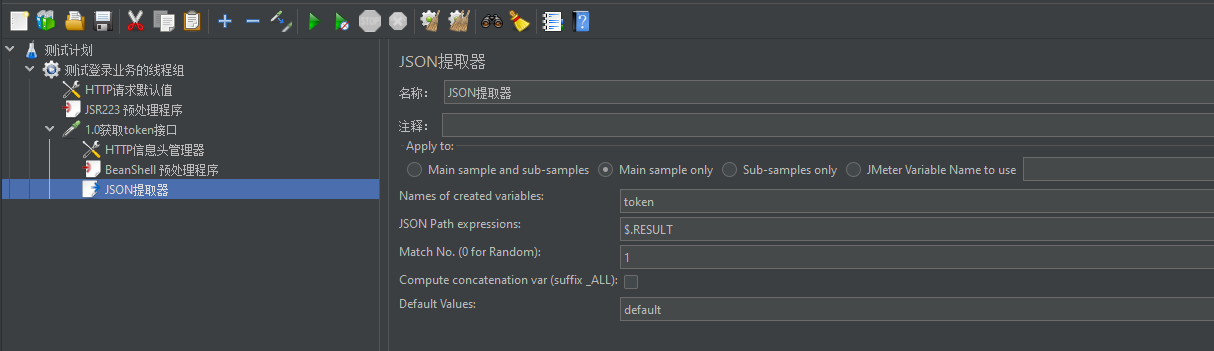 STOP
测试计划
测试登录业务的线程组
HTTP请求默认值
JSR223 预处理程序
1.0获取token接口
HTTP信息头管理器
BeanShell 预处理程序
JSON提取器
JSON提取器
名称： JSON提取器
注释：
Apply to:
Main sample and sub-samples Main sample only Sub-samples only JMeter Variable Name to use
Names of created variables: token
JSON Path expressions: $.RESULT
Match No. (0 for Random): 1
Compute concatenation var (suffix _ALL):
Default Values: default